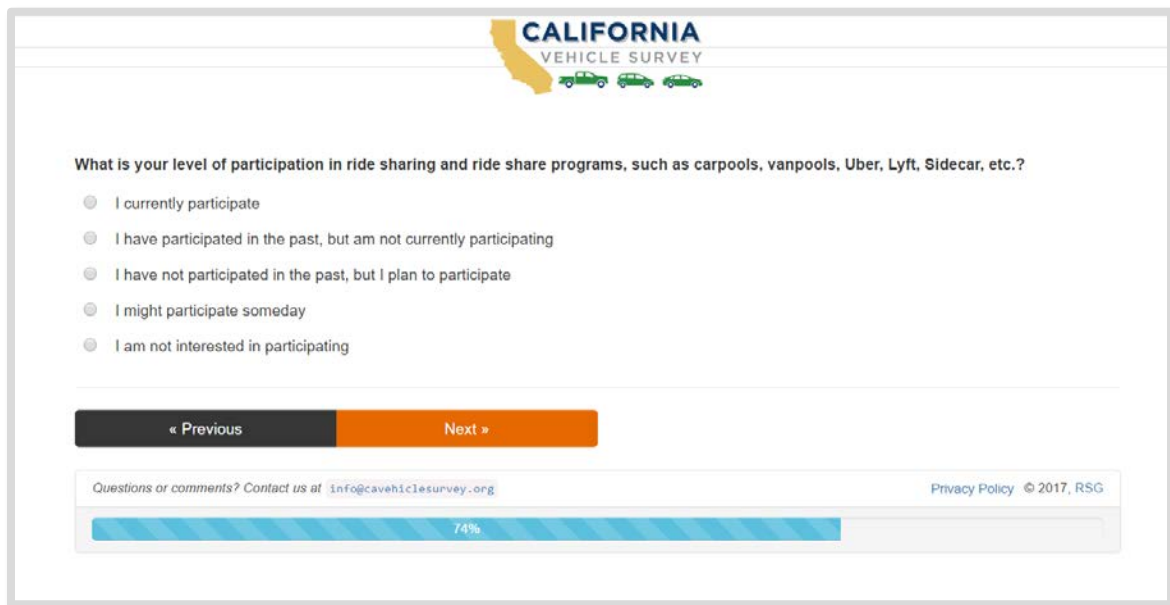 CALIFORNIA
VEHICLE SURVEY
What is your level of participation in ride sharing and ride share programs, such as carpools, vanpools, Uber, Lyft, Sidecar, etc.?
I currently participate
I have participated in the past, but am not currently participating
I have not participated in the past, but I plan to participate
I might participate someday
I am not interested in participating
« Previous Next »
Questions or comments? Contact us at info@cavehiclesurvey.org Privacy Policy © 2017, RSG
74%